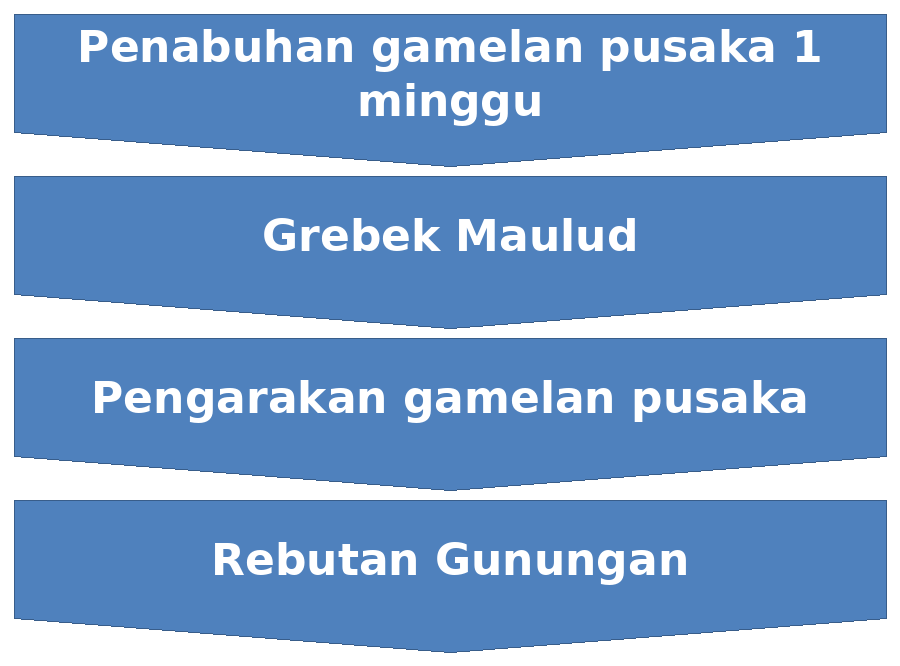 Penabuhan gamelan pusaka 1
minggu
Grebek Maulud
Pengarakan gamelan pusaka
Rebutan Gunungan